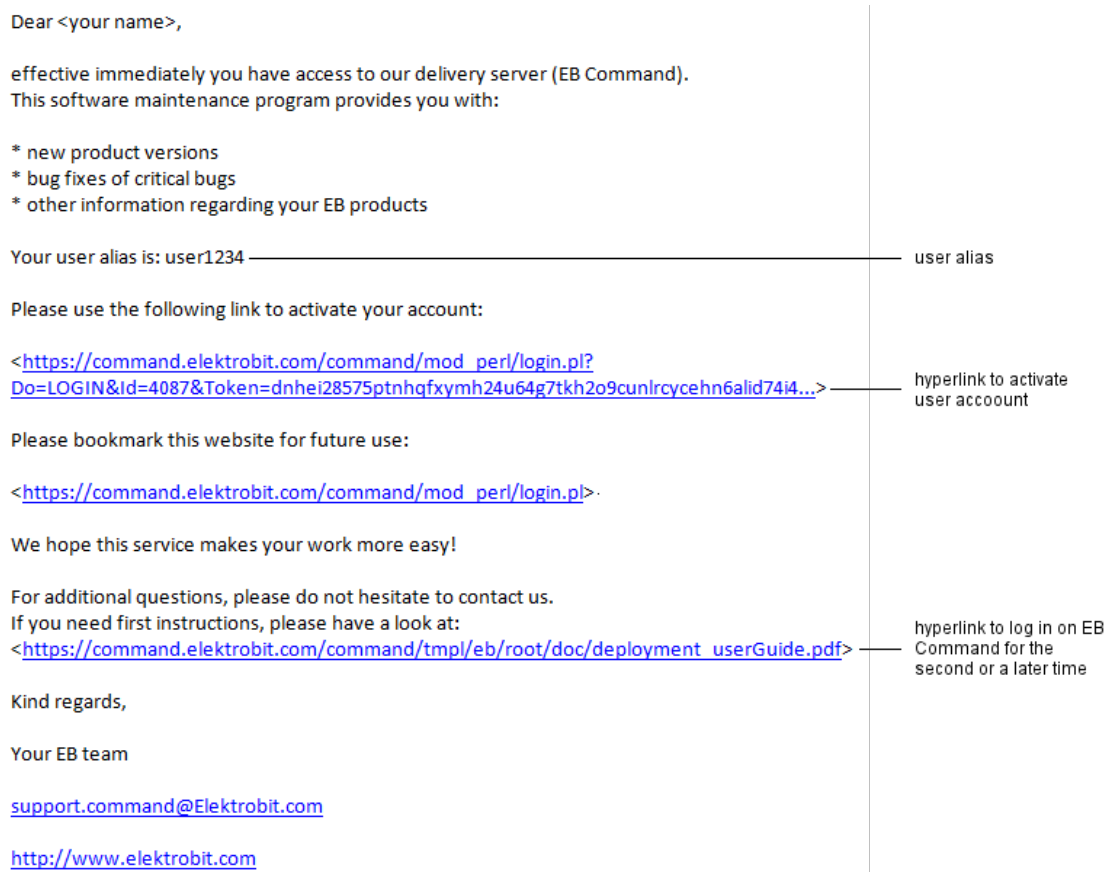 Dear <your name>,
effective immediately you have access to our delivery server (EB Command).
This software maintenance program provides you with:
* new product versions
* bug fixes of critical bugs
* other information regarding your EB products
Your user alias is: user1234
user alias
Please use the following link to activate your account:
<https://command.elektrobit.com/command/mod_perl/login.pl?
Do=LOGIN&Id=4087&Token=dnhei28575ptnhqfxymh24u64g7tkh2o9cunlrcycehn6alid74i4...>
hyperlink to activate
user accoount
Please bookmark this website for future use:
<https://command.elektrobit.com/command/mod_perl/login.pl>.
We hope this service makes your work more easy!
For additional questions, please do not hesitate to contact us.
If you need first instructions, please have a look at:
<https://command.elektrobit.com/command/tmpl/eb/root/doc/deployment_userGuide.pdf>
hyperlink to log in on EB
Command for the
second or a later time
Kind regards,
Your EB team
support.command@Elektrobit.com
http://www.elektrobit.com